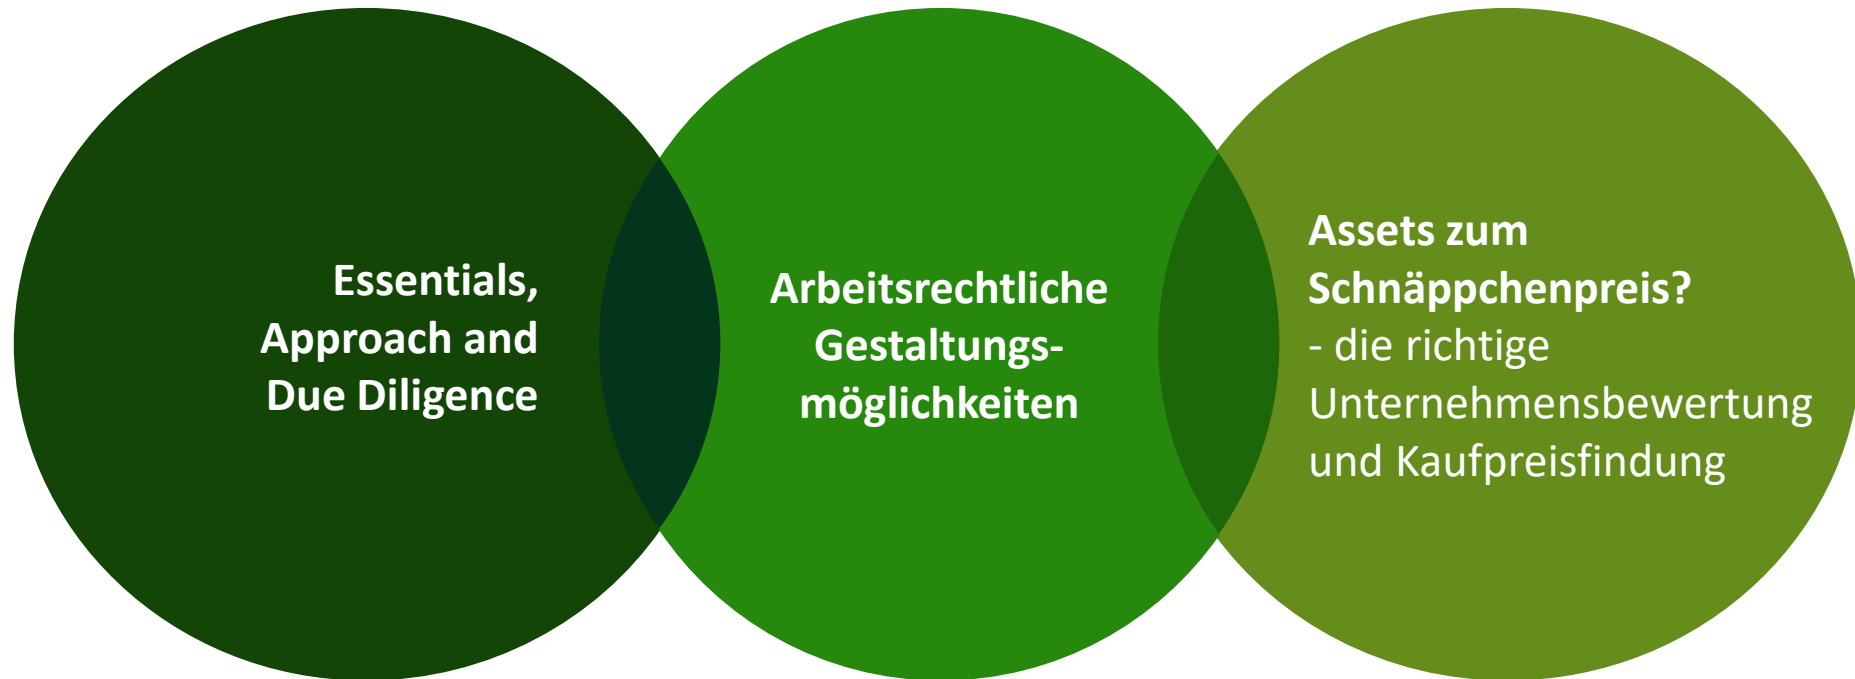 Essentials,
Approach and
Due Diligence
Arbeitsrechtliche
Gestaltungs-
möglichkeiten
Assets zum
Schnäppchenpreis?
- die richtige
Unternehmensbewertung
und Kaufpreisfindung